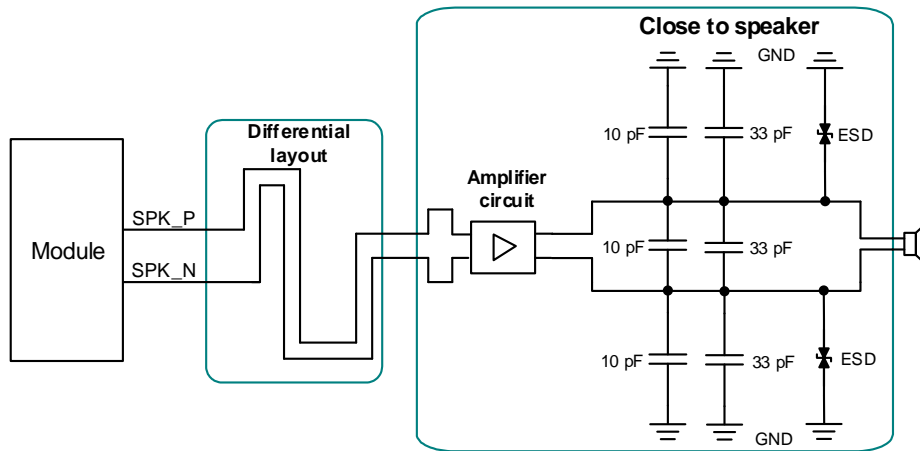 Close to speaker
GND
Differential
layout
10 pF
33 pF
ESD
Amplifier
circuit
SPK_P
Module
10 pF
33 pF
SPK_N
10 pF
33 pF
ESD
GND